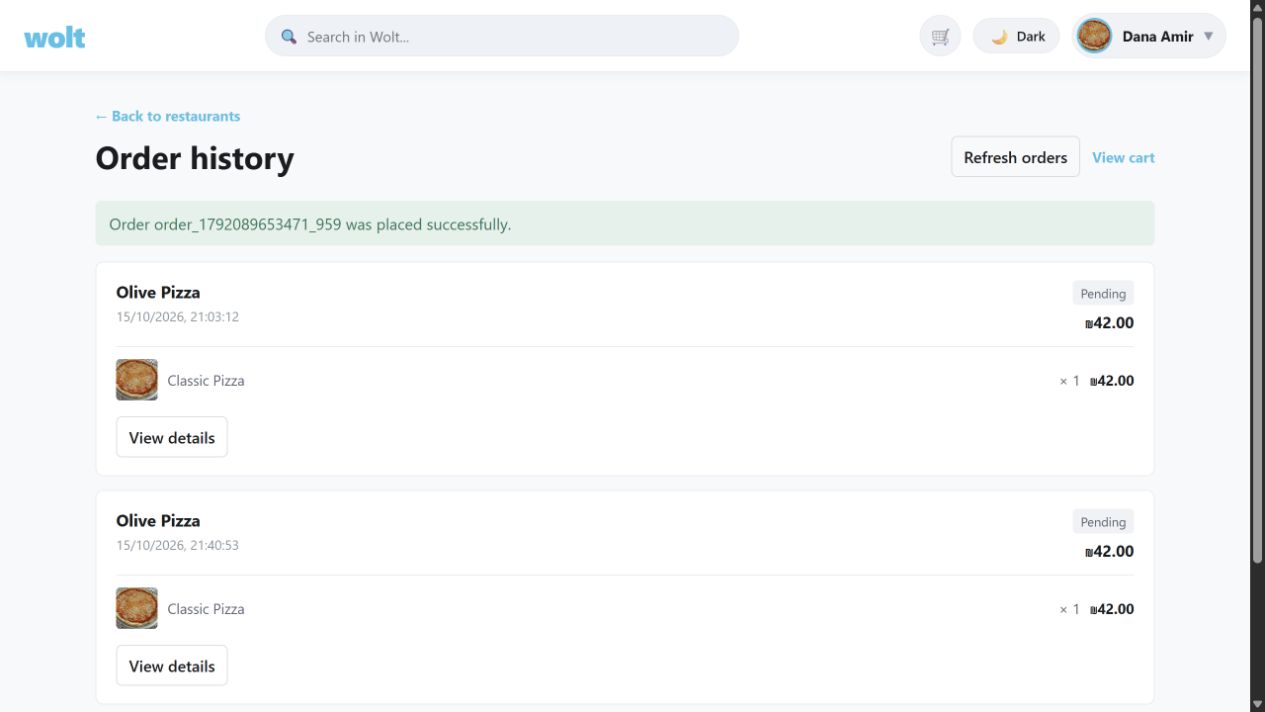 wolt
Search in Wolt...
Dark
Dana Amir ▼
← Back to restaurants
Order history
Refresh orders
View cart
Order order_1792089653471_959 was placed successfully.
Olive Pizza
Pending
15/10/2026, 21:03:12
₪42.00
Classic Pizza
× 1 ₪42.00
View details
Olive Pizza
Pending
15/10/2026, 21:40:53
₪42.00
Classic Pizza
× 1 ₪42.00
View details